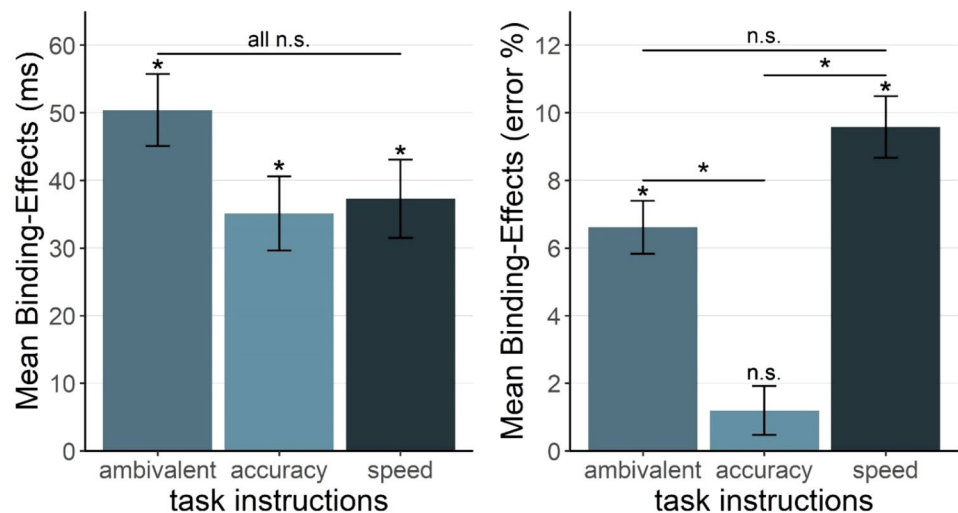 Mean Binding-Effects (ms)
60
50
40
30
20
10
0
all n.s.
*
*
*
ambivalent accuracy speed
task instructions
Mean Binding-Effects (error %)
12
10
8
6
4
2
0
n.s.
*
*
*
*
n.s.
ambivalent accuracy speed
task instructions